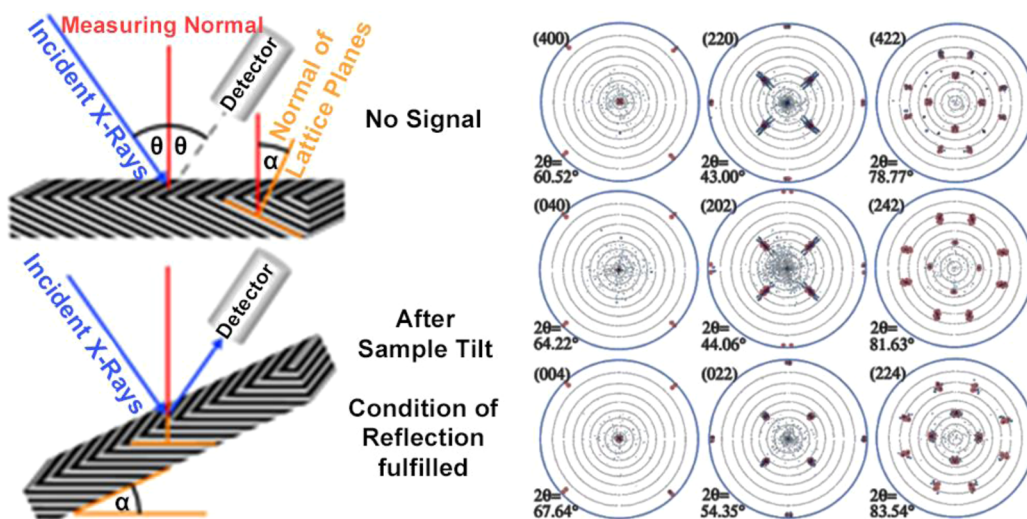 Measuring Normal
Incident X-Rays
Detector
Normal of
Lattice Planes
θ θ
α
No Signal
Incident X-Rays
Detector
After
Sample Tilt
Condition of
Reflection
fulfilled
α
(400)
2θ=
60.52°
(220)
2θ=
43.00°
(422)
2θ=
78.77°
(040)
2θ=
64.22°
(202)
2θ=
44.06°
(242)
2θ=
81.63°
(004)
2θ=
67.64°
(022)
2θ=
54.35°
(224)
2θ=
83.54°